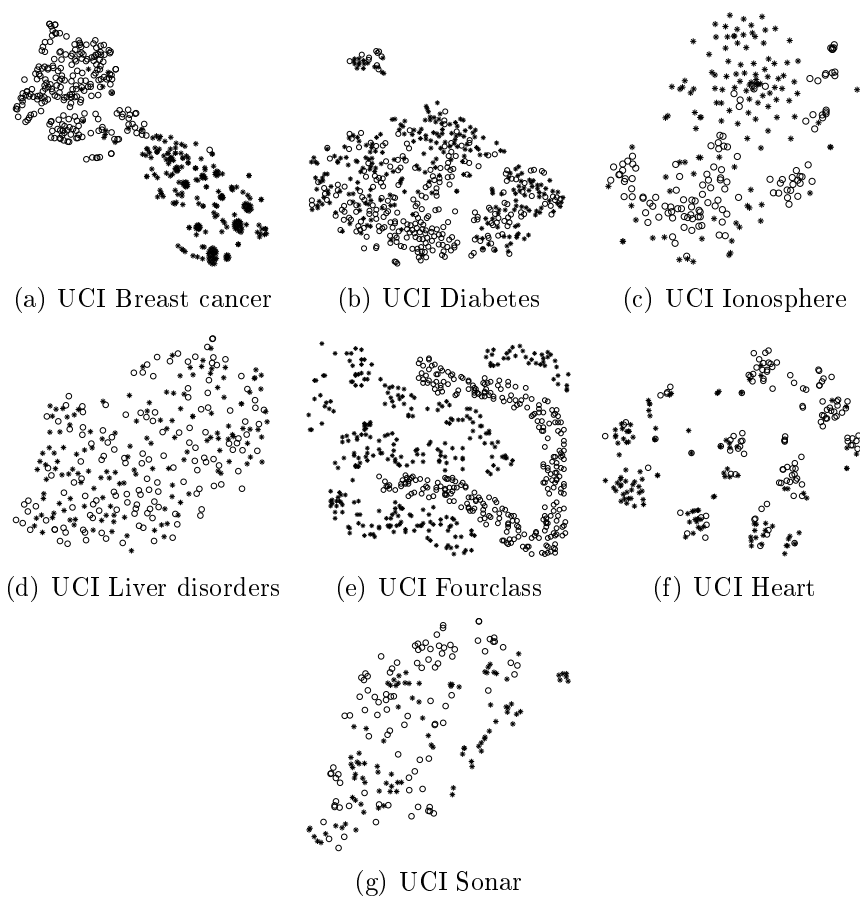 (a) UCI Breast cancer
(b) UCI Diabetes
(c) UCI Ionosphere
(d) UCI Liver disorders
(e) UCI Fourclass
(f) UCI Heart
(g) UCI Sonar